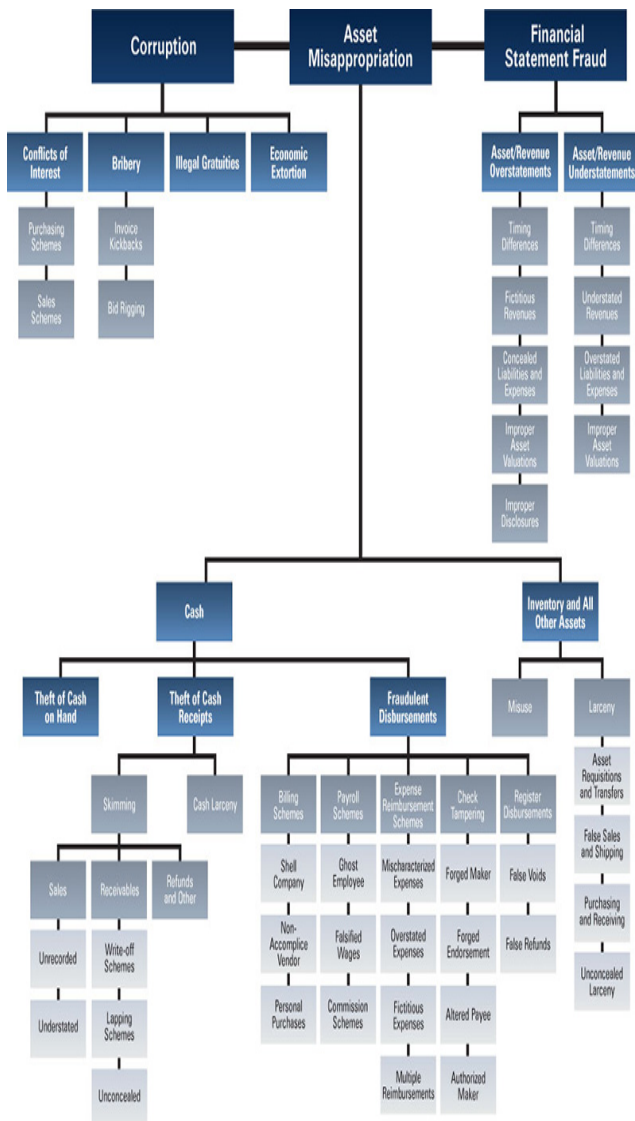 Corruption
Asset
Misappropriation
Financial
Statement Fraud
Conflicts of
Interest
Bribery
Illegal Gratuities
Economic
Extortion
Asset/Revenue
Overstatements
Asset/Revenue
Understatements
Purchasing
Schemes
Invoice
Kickbacks
Timing
Differences
Timing
Differences
Sales
Schemes
Bid Rigging
Fictitious
Revenues
Understated
Revenues
Concealed
Liabilities and
Expenses
Overstated
Liabilities and
Expenses
Improper
Asset
Valuations
Improper
Asset
Valuations
Improper
Disclosures
Cash
Inventory and All
Other Assets
Theft of Cash
on Hand
Theft of Cash
Receipts
Fraudulent
Disbursements
Misuse
Larceny
Skimming
Cash Larceny
Billing
Schemes
Payroll
Schemes
Expense
Reimbursement
Schemes
Check
Tampering
Register
Disbursements
Asset
Requisitions
and Transfers
Sales
Receivables
Refunds
and Other
Shell
Company
Ghost
Employee
Mischaracterized
Expenses
Forged Maker
False Voids
False Sales
and Shipping
Unrecorded
Write-off
Schemes
Non-
Accomplice
Vendor
Falsified
Wages
Overstated
Expenses
Forged
Endorsement
False Refunds
Purchasing
and Receiving
Understated
Lapping
Schemes
Personal
Purchases
Commission
Schemes
Fictitious
Expenses
Altered Payee
Unconcealed
Larceny
Unconcealed
Multiple
Reimbursements
Authorized
Maker